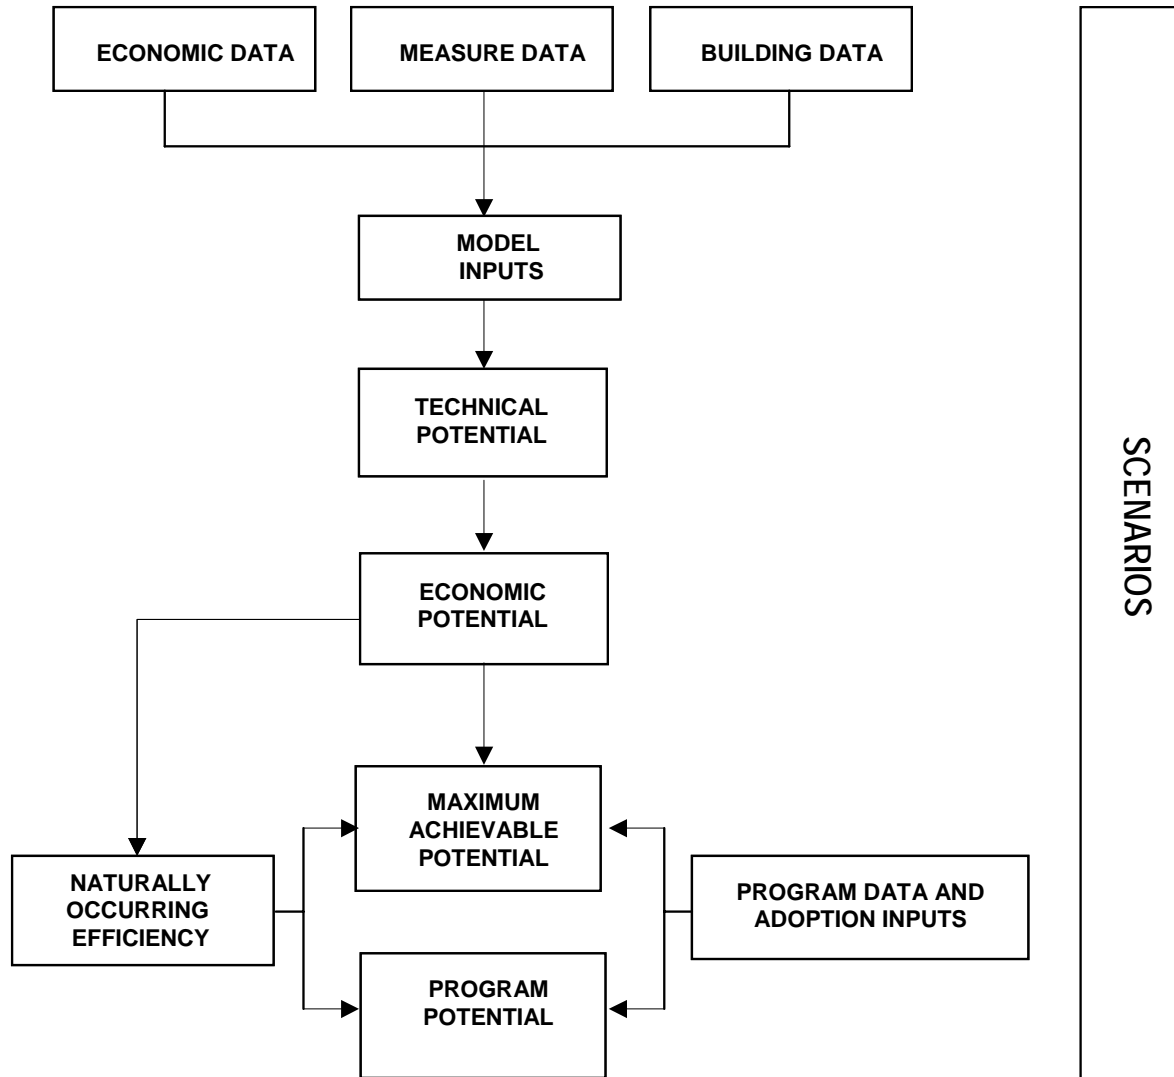 ECONOMIC DATA
MEASURE DATA
BUILDING DATA
MODEL
INPUTS
TECHNICAL
POTENTIAL
ECONOMIC
POTENTIAL
MAXIMUM
ACHIEVABLE
POTENTIAL
NATURALLY
OCCURRING
EFFICIENCY
PROGRAM DATA AND
ADOPTION INPUTS
PROGRAM
POTENTIAL
SCENARIOS